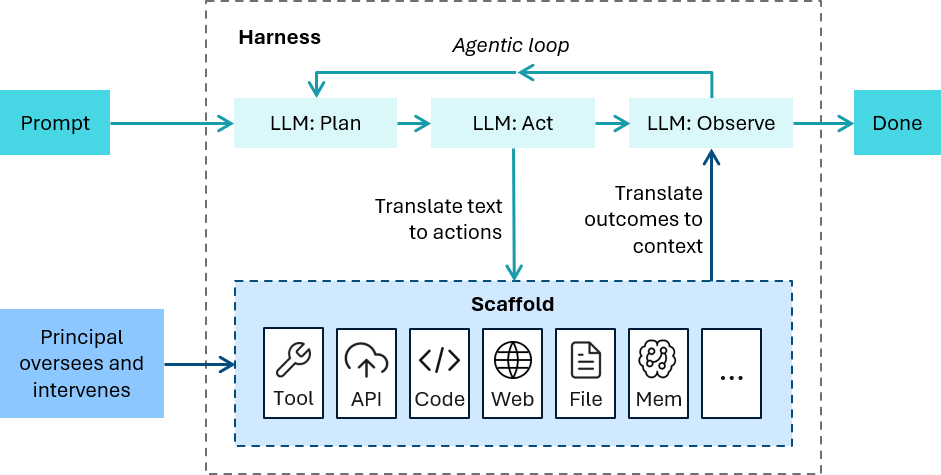 Harness
Agentic loop
Prompt
LLM: Plan
LLM: Act
LLM: Observe
Done
Translate text
to actions
Translate
outcomes to
context
Principal
oversees and
intervenes
Scaffold
Tool
API
Code
Web
File
Mem
...